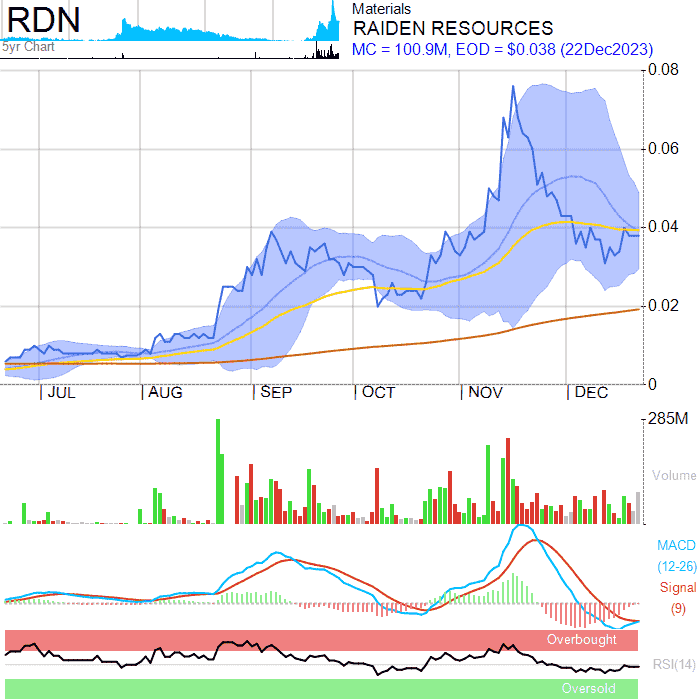 RDN
5yr Chart
Materials
RAIDEN RESOURCES
MC = 100.9M, EOD = $0.038 (22Dec2023)
0.08
0.06
0.04
0.02
0
JUL AUG SEP OCT NOV DEC
285M
Volume
MACD
(12-26)
Signal
(9)
Overbought
RSI(14)
Oversold